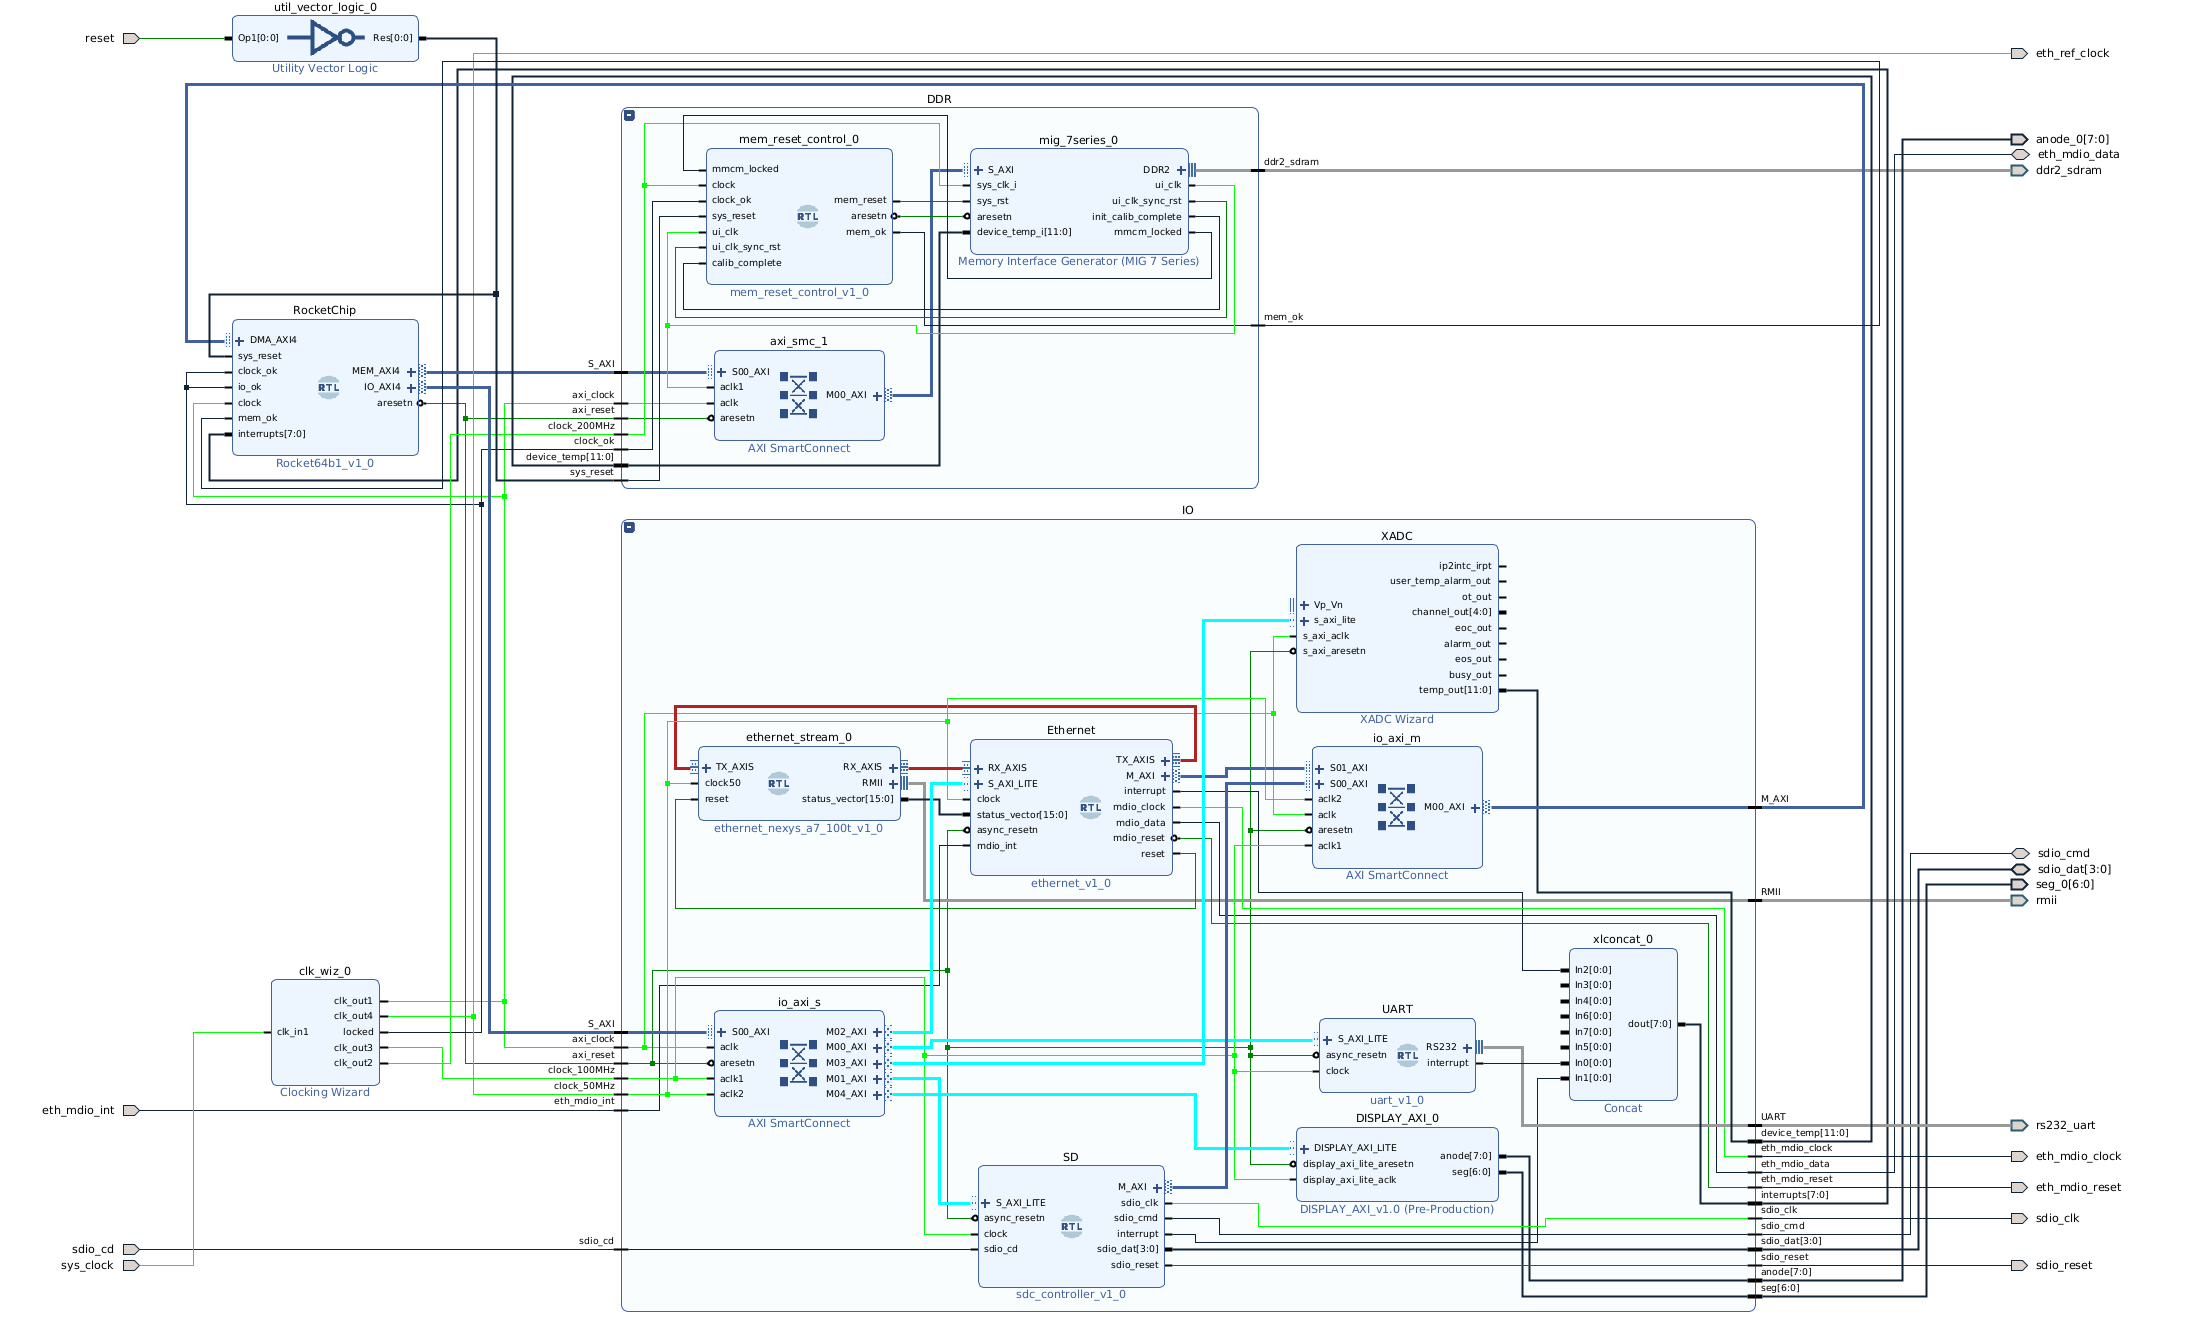 util_vector_logic_0
reset
Op1[0:0]
Res[0:0]
Utility Vector Logic
eth_ref_clock
anode_0[7:0]
eth_mdio_data
ddr2_sdram
DDR
mem_reset_control_0
mmcm_locked
clock
clock_ok
sys_reset
ui_clk
ui_clk_sync_rst
calib_complete
RTL
mem_reset
aresetn
mem_ok
mem_reset_control_v1_0
mig_7series_0
S_AXI
sys_clk_i
sys_rst
aresetn
device_temp_i[11:0]
DDR2
ui_clk
ui_clk_sync_rst
init_calib_complete
mmcm_locked
Memory Interface Generator (MIG 7 Series)
ddr2_sdram
mem_ok
RocketChip
DMA_AXI4
sys_reset
clock_ok
io_ok
clock
mem_ok
interrupts[7:0]
RTL
MEM_AXI4
IO_AXI4
aresetn
Rocket64b1_v1_0
S_AXI
axi_clock
axi_reset
clock_200MHz
clock_ok
device_temp[11:0]
sys_reset
axi_smc_1
S00_AXI
aclk1
aclk
aresetn
M00_AXI
AXI SmartConnect
IO
XADC
Vp_Vn
s_axi_lite
s_axi_aclk
s_axi_aresetn
ip2intc_irpt
user_temp_alarm_out
ot_out
channel_out[4:0]
eoc_out
alarm_out
eos_out
busy_out
temp_out[11:0]
XADC Wizard
ethernet_stream_0
TX_AXIS
clock50
reset
RTL
RX_AXIS
RMII
status_vector[15:0]
ethernet_nexys_a7_100t_v1_0
Ethernet
RX_AXIS
S_AXI_LITE
clock
status_vector[15:0]
async_resetn
mdio_int
RTL
TX_AXIS
M_AXI
interrupt
mdio_clock
mdio_data
mdio_reset
reset
ethernet_v1_0
io_axi_m
S01_AXI
S00_AXI
aclk2
aclk
aresetn
aclk1
M00_AXI
AXI SmartConnect
M_AXI
RMII
sdio_cmd
sdio_dat[3:0]
seg_0[6:0]
rmii
xlconcat_0
In2[0:0]
In3[0:0]
In4[0:0]
In6[0:0]
In7[0:0]
In5[0:0]
In0[0:0]
In1[0:0]
dout[7:0]
Concat
clk_wiz_0
clk_in1
clk_out1
clk_out4
locked
clk_out3
clk_out2
Clocking Wizard
S_AXI
axi_clock
axi_reset
clock_100MHz
clock_50MHz
eth_mdio_int
eth_mdio_int
io_axi_s
S00_AXI
aclk
aresetn
aclk1
aclk2
M02_AXI
M00_AXI
M03_AXI
M01_AXI
M04_AXI
AXI SmartConnect
UART
S_AXI_LITE
async_resetn
clock
RTL
RS232
interrupt
uart_v1_0
DISPLAY_AXI_0
DISPLAY_AXI_LITE
display_axi_lite_aresetn
display_axi_lite_aclk
anode[7:0]
seg[6:0]
DISPLAY_AXI_v1.0 (Pre-Production)
SD
S_AXI_LITE
async_resetn
clock
sdio_cd
RTL
M_AXI
sdio_clk
sdio_cmd
interrupt
sdio_dat[3:0]
sdio_reset
sdc_controller_v1_0
sdio_cd
sdio_cd
sys_clock
UART
device_temp[11:0]
eth_mdio_clock
eth_mdio_data
eth_mdio_reset
interrupts[7:0]
sdio_clk
sdio_cmd
sdio_dat[3:0]
sdio_reset
anode[7:0]
seg[6:0]
rs232_uart
eth_mdio_clock
eth_mdio_reset
sdio_clk
sdio_reset